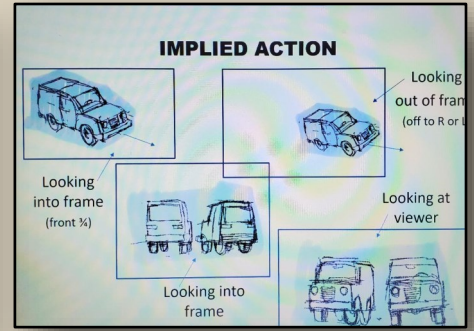 IMPLIED ACTION
Looking
into frame
(front ¾)
Looking
out of fram
(off to R or L
Looking into
frame
Looking at
viewer